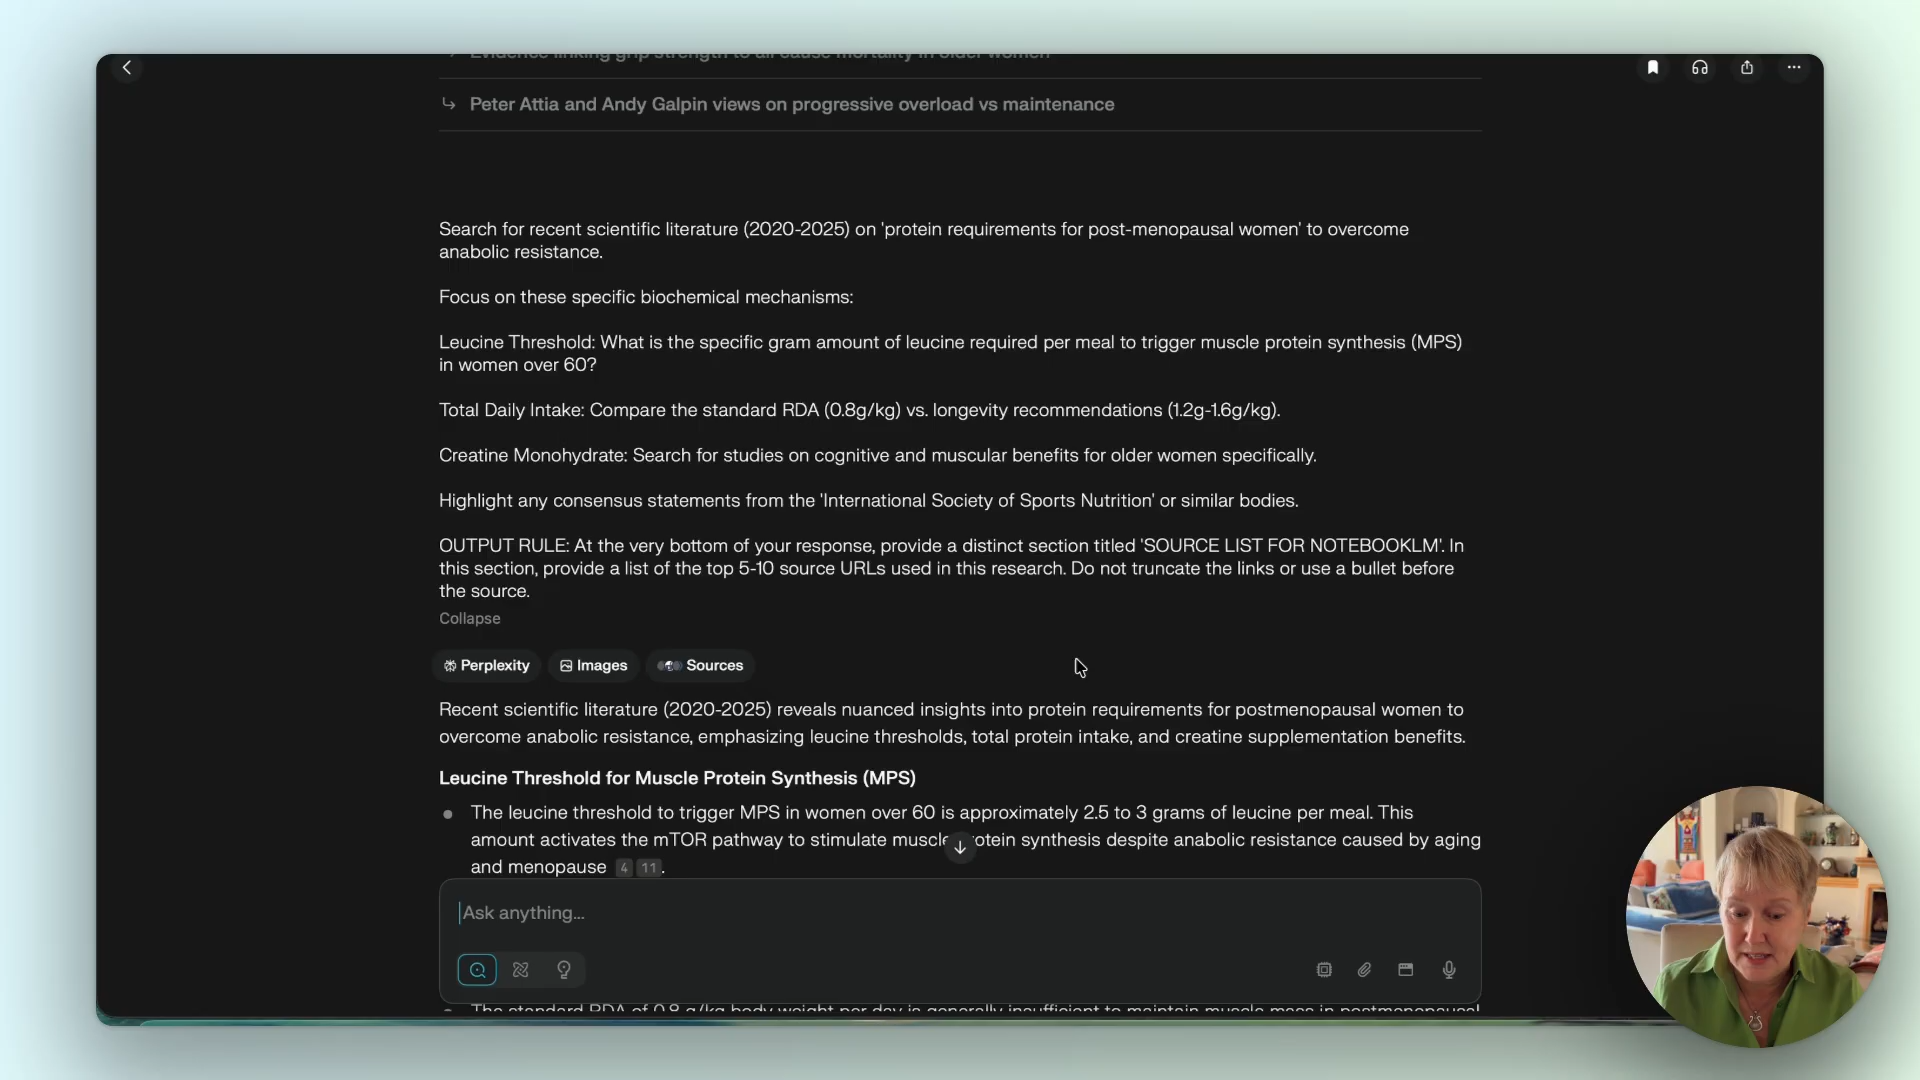 Evidence linking grip strength to all cause mortality in older women
Peter Attia and Andy Galpin views on progressive overload vs maintenance
Search for recent scientific literature (2020-2025) on 'protein requirements for post-menopausal women' to overcome
anabolic resistance.
Focus on these specific biochemical mechanisms:
Leucine Threshold: What is the specific gram amount of leucine required per meal to trigger muscle protein synthesis (MPS)
in women over 60?
Total Daily Intake: Compare the standard RDA (0.8g/kg) vs. longevity recommendations (1.2g-1.6g/kg).
Creatine Monohydrate: Search for studies on cognitive and muscular benefits for older women specifically.
Highlight any consensus statements from the 'International Society of Sports Nutrition' or similar bodies.
OUTPUT RULE: At the very bottom of your response, provide a distinct section titled 'SOURCE LIST FOR NOTEBOOKLM'. In
this section, provide a list of the top 5-10 source URLs used in this research. Do not truncate the links or use a bullet before
the source.
Collapse
Perplexity Images Sources
Recent scientific literature (2020-2025) reveals nuanced insights into protein requirements for postmenopausal women to
overcome anabolic resistance, emphasizing leucine thresholds, total protein intake, and creatine supplementation benefits.
Leucine Threshold for Muscle Protein Synthesis (MPS)
The leucine threshold to trigger MPS in women over 60 is approximately 2.5 to 3 grams of leucine per meal. This
amount activates the mTOR pathway to stimulate muscle protein synthesis despite anabolic resistance caused by aging
and menopause 4 11.
Ask anything...
The standard RDA of 0.8 g/kg body weight per day is generally insufficient to maintain muscle mass in postmenopausal